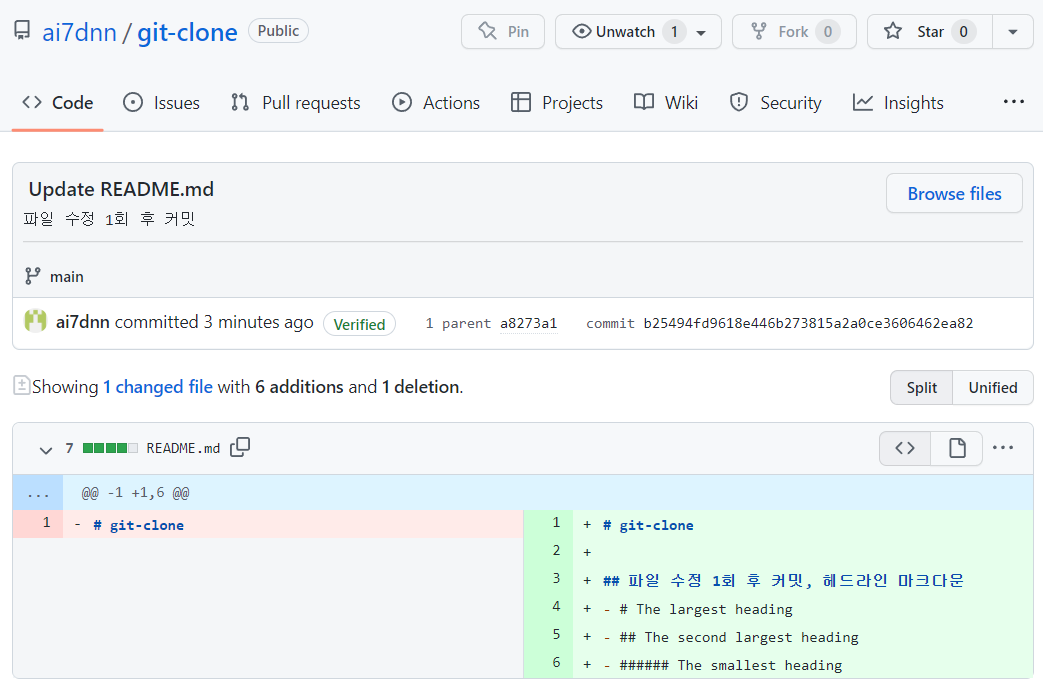 ai7dnn / git-clone Public Pin Unwatch 1 Fork 0 Star 0
Code Issues Pull requests Actions Projects Wiki Security Insights ...
Update README.md
Browse files
파일 수정 1회 후 커밋
main
ai7dnn committed 3 minutes ago Verified 1 parent a8273a1 commit b25494fd9618e446b273815a2a0ce3606462ea82
Showing 1 changed file with 6 additions and 1 deletion. Split Unified
7 README.md ...
... @@ -1 +1,6 @@
1 - # git-clone 1 + # git-clone
2 +
3 + ## 파일 수정 1회 후 커밋, 헤드라인 마크다운
4 + - # The largest heading
5 + - ## The second largest heading
6 + - ###### The smallest heading